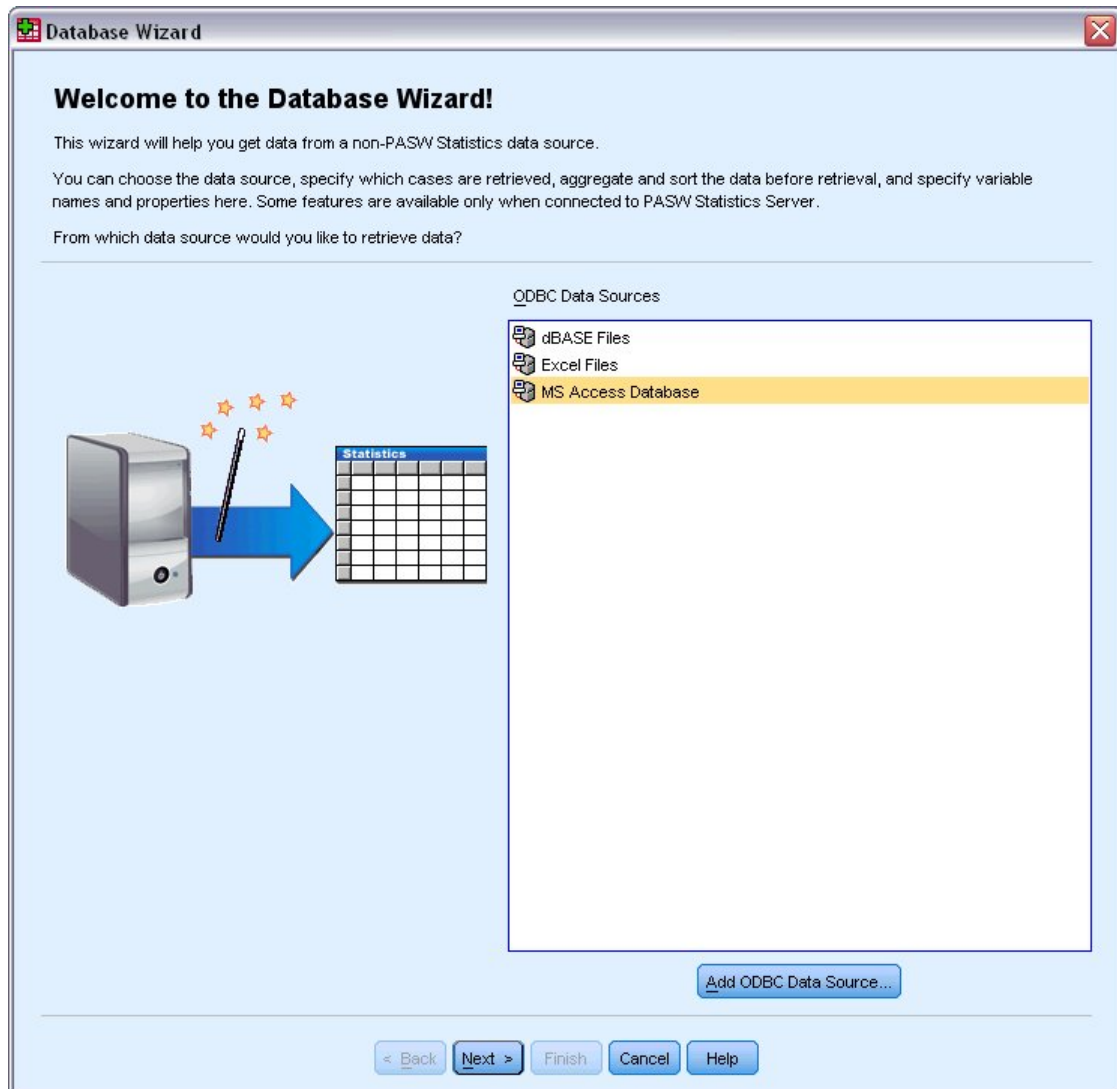 Database Wizard
Welcome to the Database Wizard!
This wizard will help you get data from a non-PASW Statistics data source.
You can choose the data source, specify which cases are retrieved, aggregate and sort the data before retrieval, and specify variable
names and properties here. Some features are available only when connected to PASW Statistics Server.
From which data source would you like to retrieve data?
ODBC Data Sources
dBASE Files
Excel Files
MS Access Database
Statistics
Add ODBC Data Source...
< Back
Next >
Finish
Cancel
Help